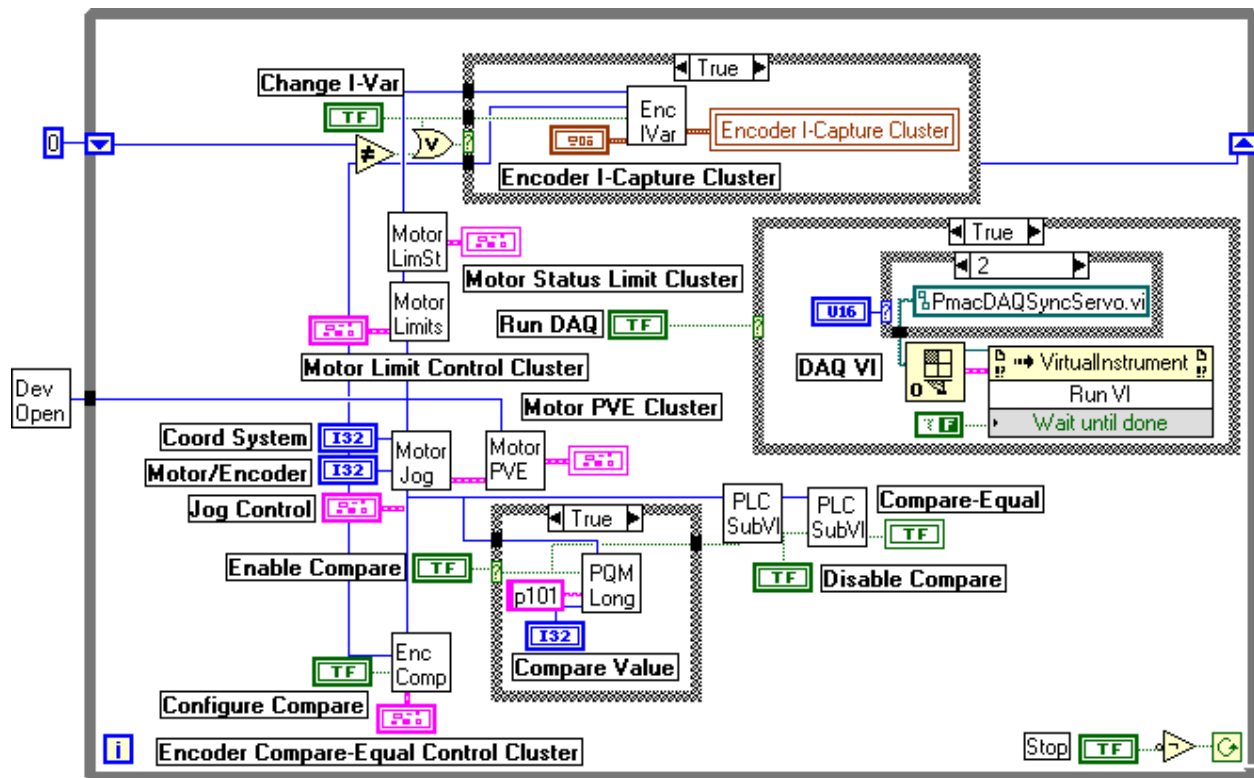 True
Change I-Var
TF
Enc
IVar
Encoder I-Capture Cluster
0
≠
V
Encoder I-Capture Cluster
Motor
LimSt
True
2
Motor Status Limit Cluster
PmacDAQSyncServo.vi
Motor
Limits
U16
Run DAQ
TF
Motor Limit Control Cluster
DAQ VI
VirtualInstrument
Run VI
Wait until done
0
F
Dev
Open
Motor PVE Cluster
Coord System
I32
Motor
Jog
Motor
PVE
Motor/Encoder
I32
Jog Control
True
PLC
SubVI
PLC
SubVI
Compare-Equal
TF
Enable Compare
TF
PQM
Long
p101
TF
Disable Compare
I32
Compare Value
Enc
Comp
TF
Configure Compare
i
Encoder Compare-Equal Control Cluster
Stop
TF